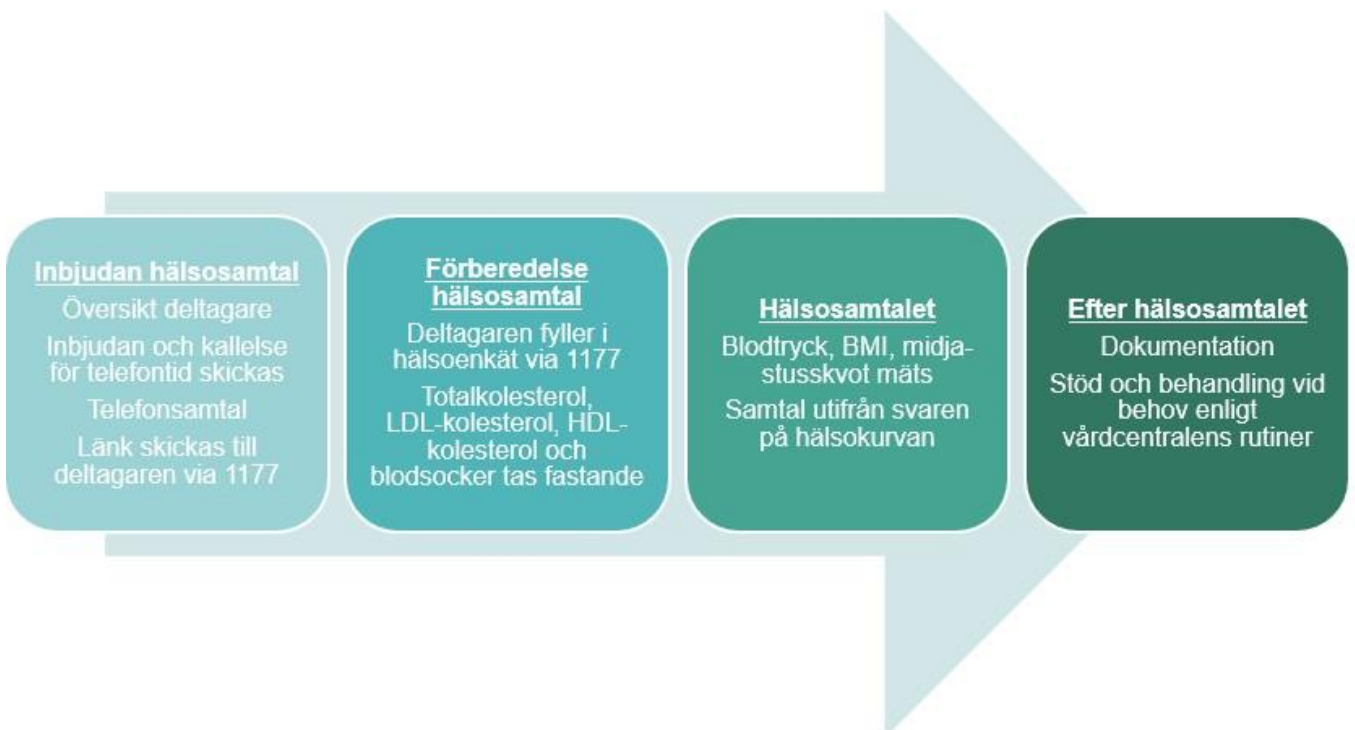 Inbjudan hälsosamtal
Översikt deltagare
Inbjudan och kallelse
för telefontid skickas
Telefonsamtal
Länk skickas till
deltagaren via 1177
Förberedelse
hälsosamtal
Deltagaren fyller i
hälsoenkät via 1177
Totalkolesterol,
LDL-kolesterol, HDL-
kolesterol och
blodsocker tas fastande
Hälsosamtalet
Blodtryck, BMI, midja-
stusskvot mäts
Samtal utifrån svaren
på hälsokurvan
Efter hälsosamtalet
Dokumentation
Stöd och behandling vid
behov enligt
vårdcentralens rutiner